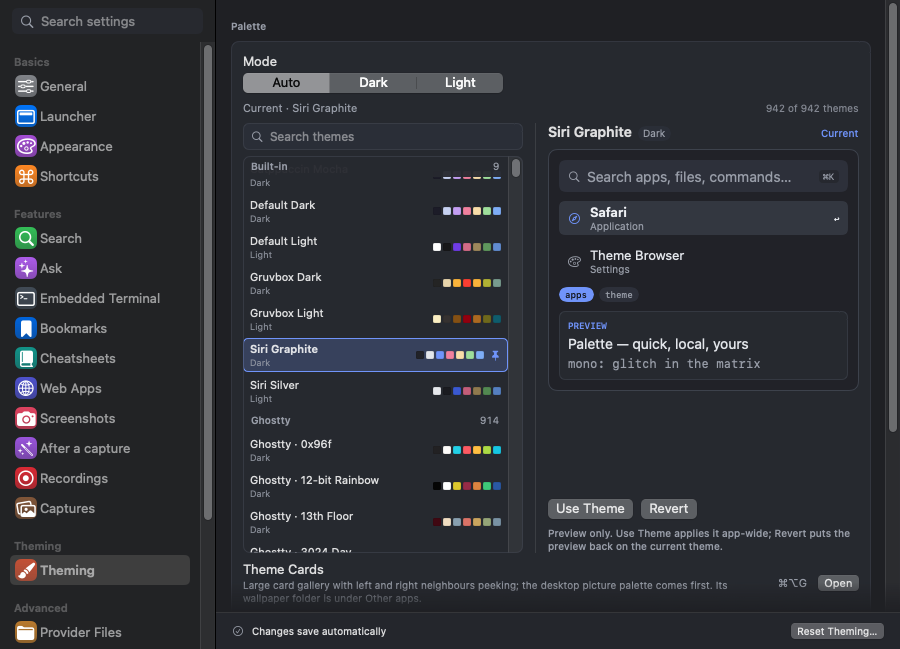 Search settings
Basics
General
Launcher
Appearance
Shortcuts
Features
Search
Ask
Embedded Terminal
Bookmarks
Cheatsheets
Web Apps
Screenshots
After a capture
Recordings
Captures
Theming
Theming
Advanced
Provider Files
Palette
Mode
Auto Dark Light
Current · Siri Graphite
942 of 942 themes
Search themes
Built-in 9
Dark
Default Dark
Dark
Default Light
Light
Gruvbox Dark
Dark
Gruvbox Light
Light
Siri Graphite
Dark
Siri Silver
Light
Ghostty 914
Ghostty · 0x96f
Dark
Ghostty · 12-bit Rainbow
Dark
Ghostty · 13th Floor
Dark
Ghostty · 3024 Day
Siri Graphite Dark Current
Search apps, files, commands... ⌘K
Safari
Application
↩
Theme Browser
Settings
apps theme
PREVIEW
Palette — quick, local, yours
mono: glitch in the matrix
Use Theme Revert
Preview only. Use Theme applies it app-wide; Revert puts the
preview back on the current theme.
Theme Cards
Large card gallery with left and right neighbours peeking; the desktop picture palette comes first. Its
wallpaper folder is under Other apps.
⌘⌥G Open
Changes save automatically
Reset Theming...